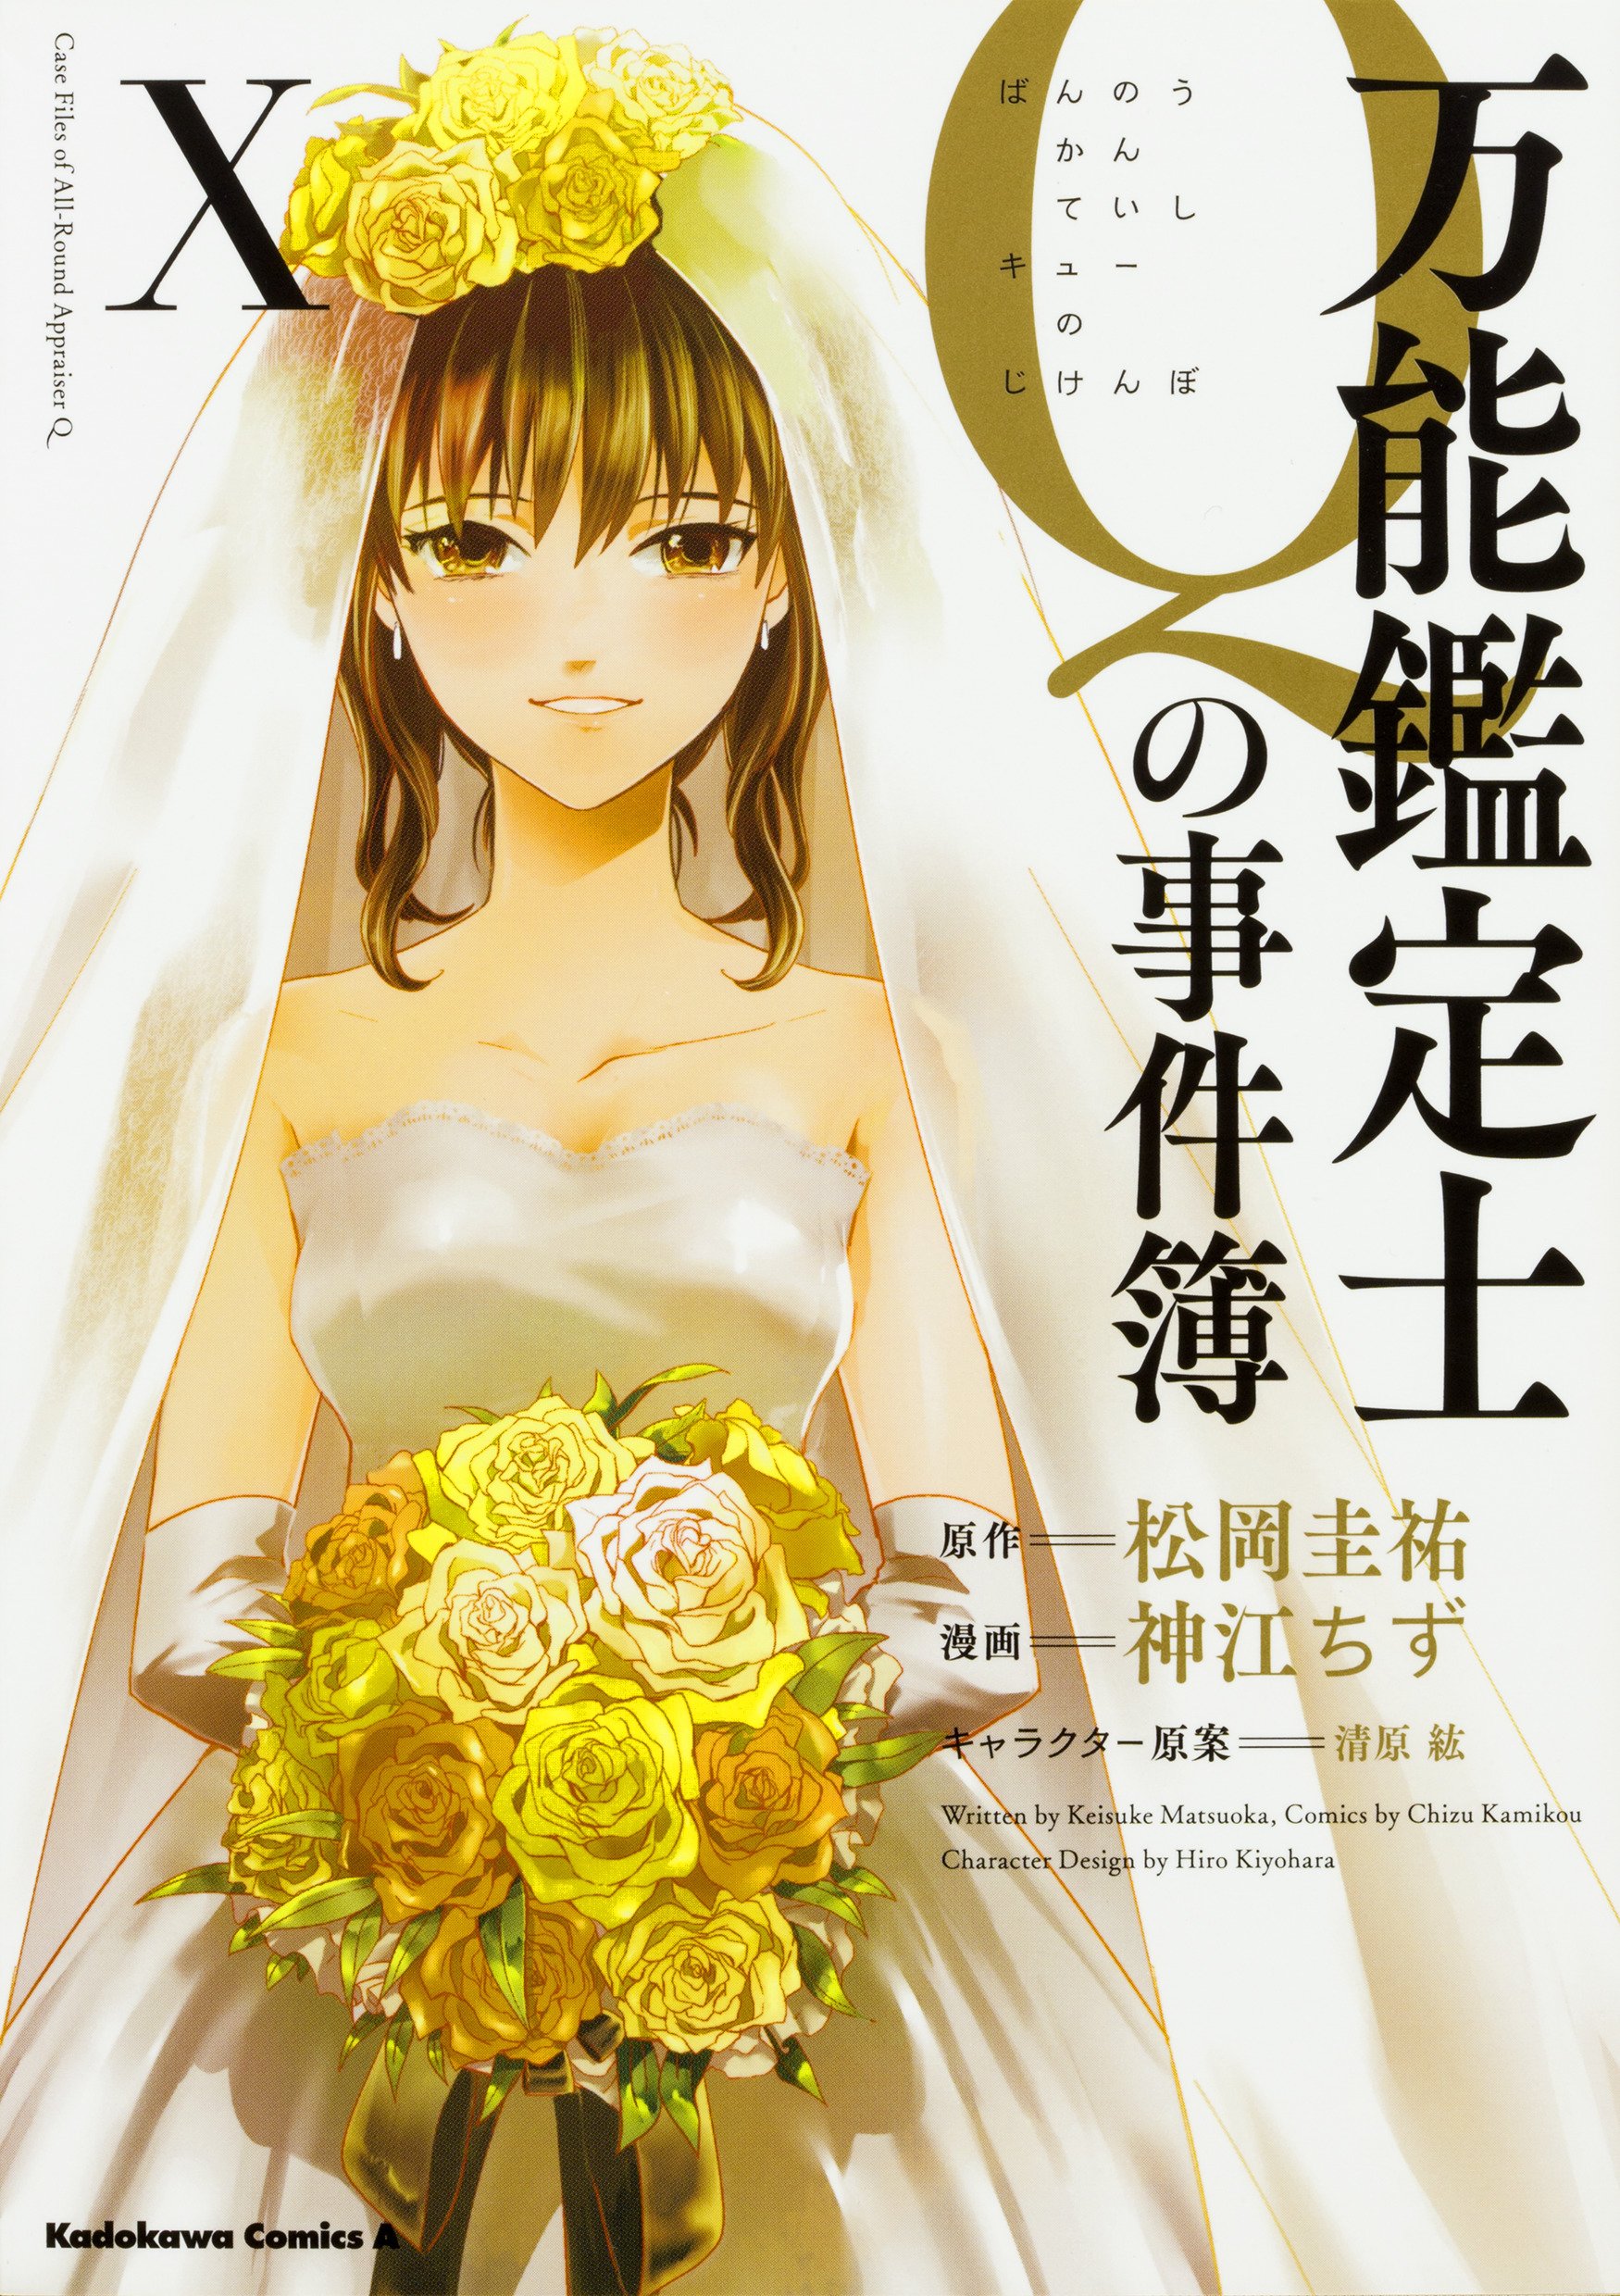 万能鑑定士
Qの事件簿
ばんのう
かん
てい し
キュー
の
じけんぼ
X
Case Files of All-Round Appraiser Q
原作 松岡圭祐
漫画 神江ちず
キャラクター原案 清原 紘
Written by Keisuke Matsuoka, Comics by Chizu Kamikou
Character Design by Hiro Kiyohara
Kadokawa Comics A